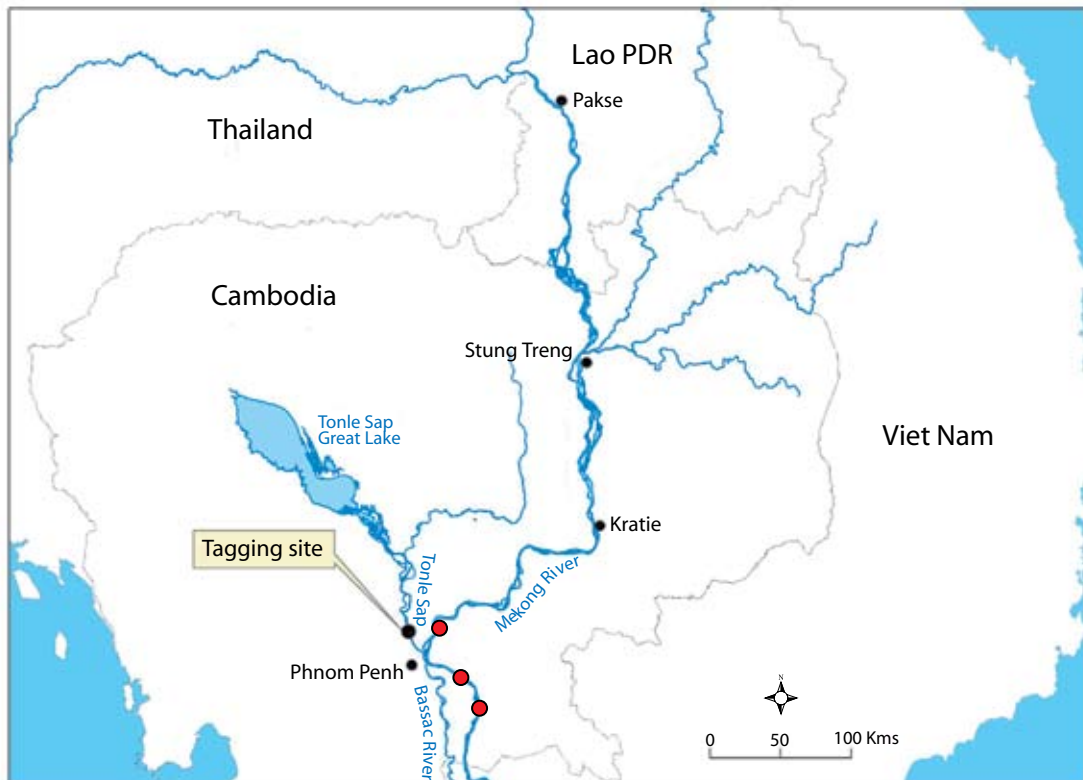 Lao PDR
Pakse
Thailand
Cambodia
Stung Treng
Tonle Sap
Great Lake
Viet Nam
Kratie
Tagging site
Tonle Sap
Mekong River
Phnom Penh
Bassac River
N
0 50 100 Kms